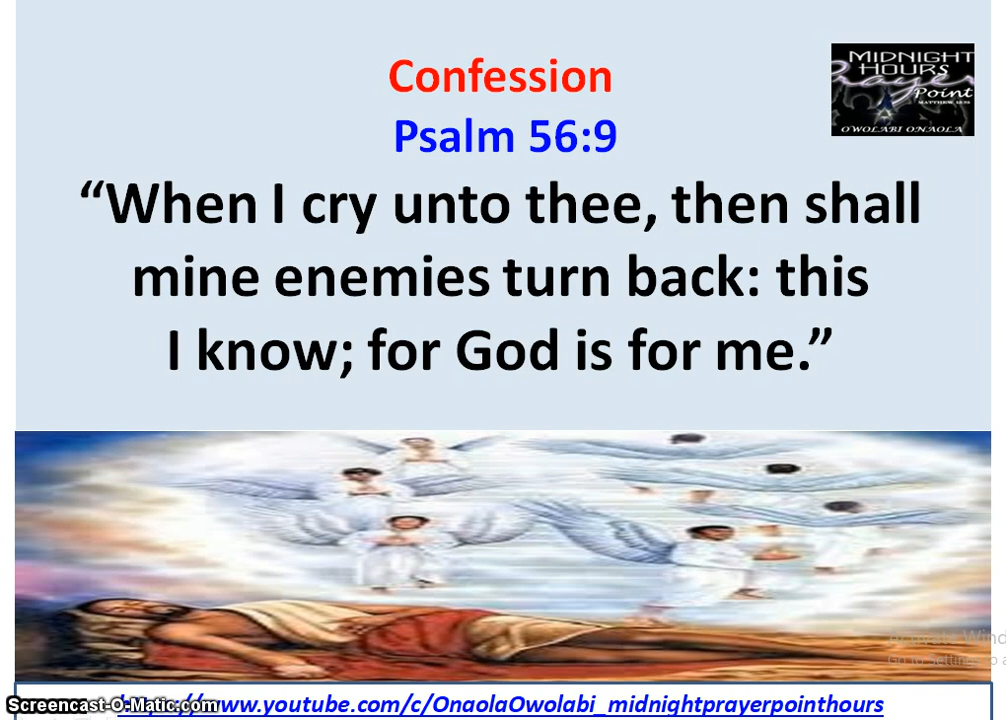 Confession
MIDNIGHT
HOURS
Prayer
Point
OWOLABI ONAOLA
Psalm 56:9
“When I cry unto thee, then shall
mine enemies turn back: this
I know; for God is for me.”
Screencast-O-Matic.com
www.youtube.com/c/OnaolaOwolabi_midnightprayerpointhours